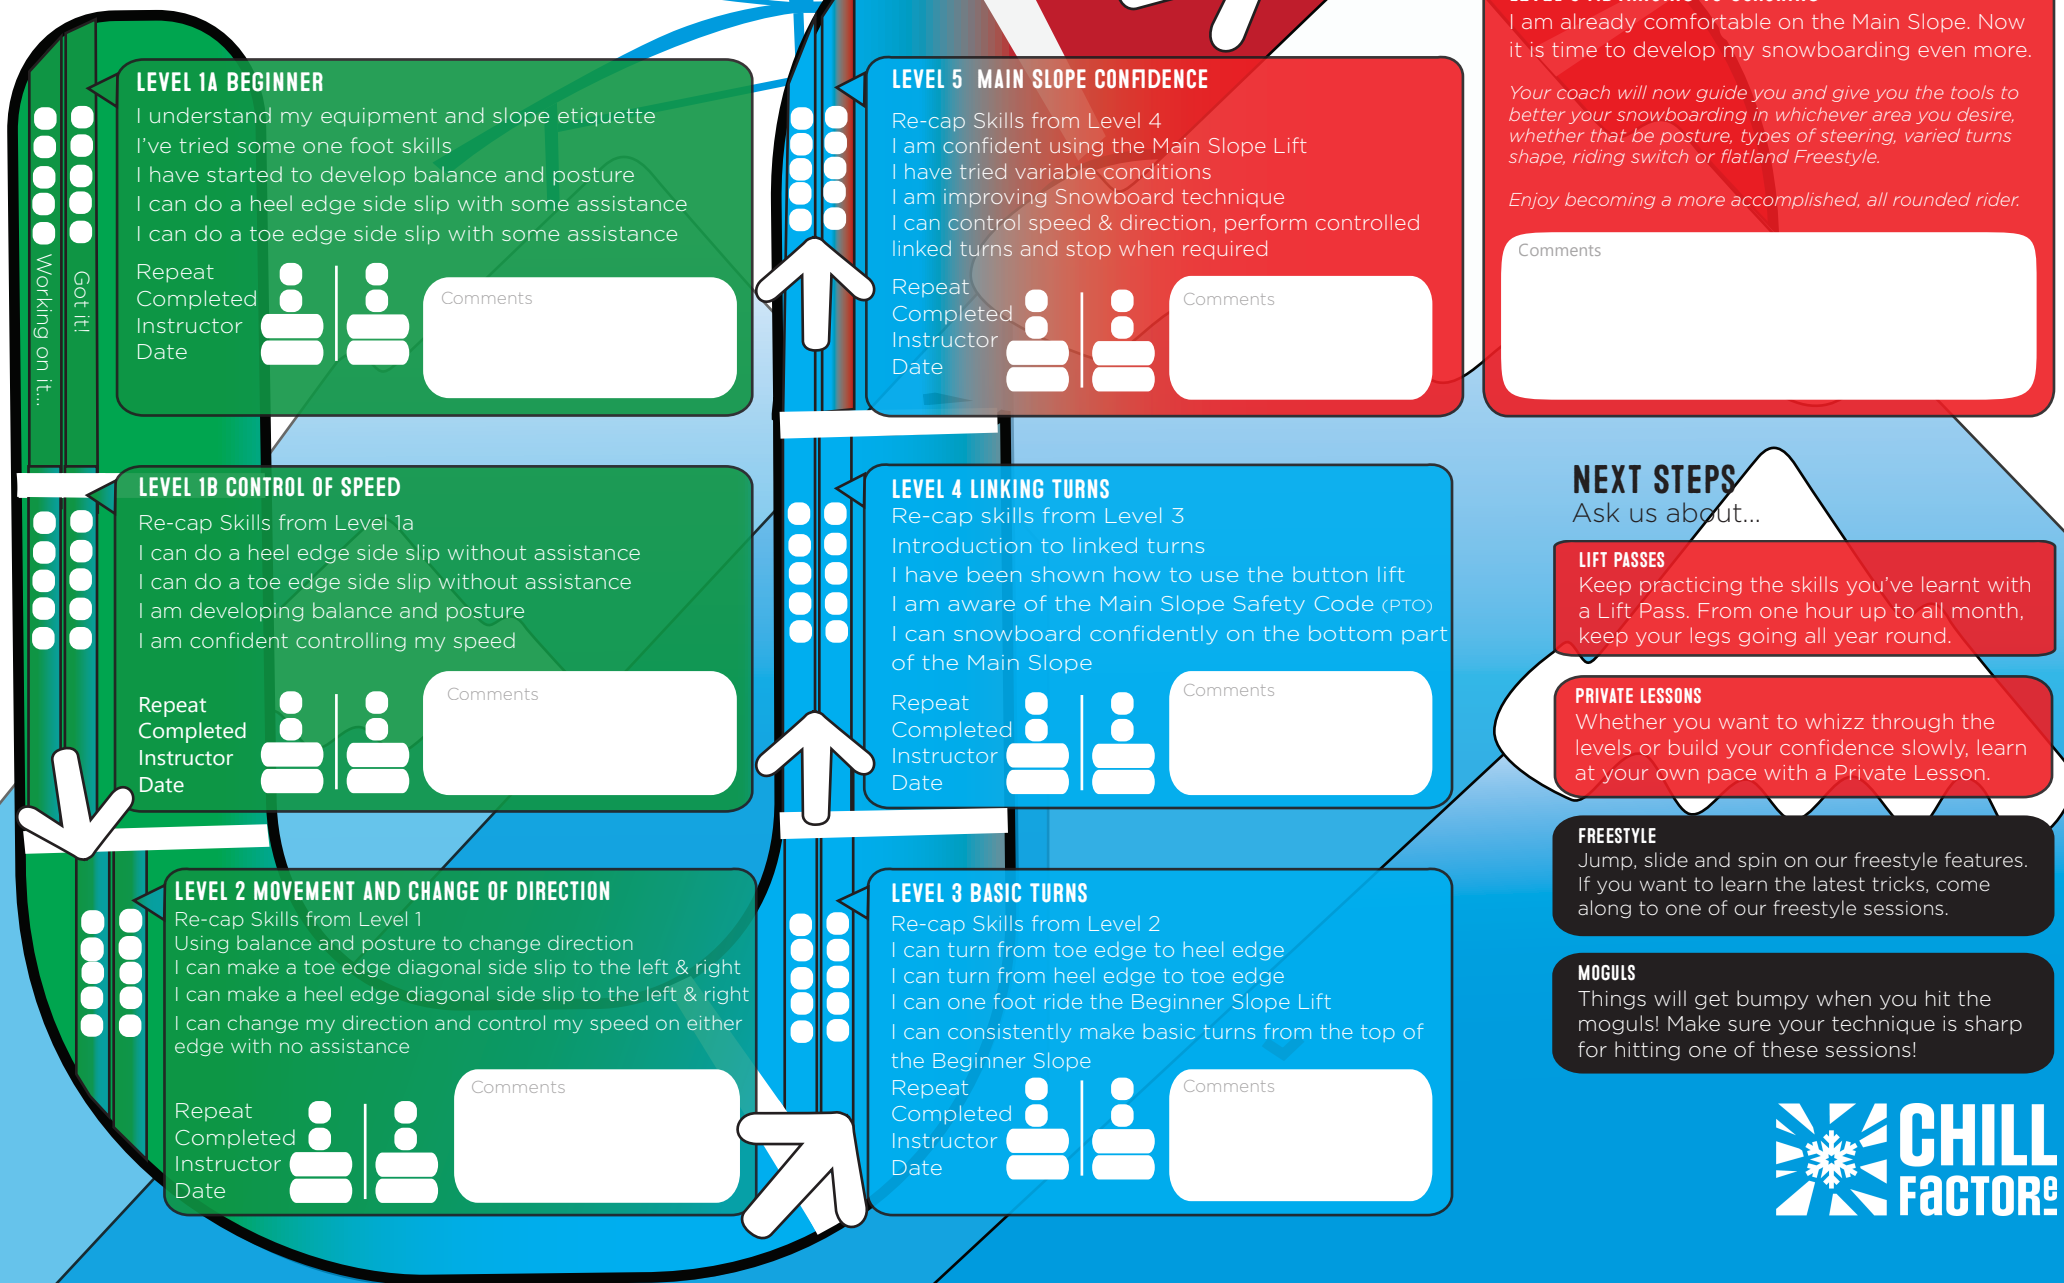 LEVEL 1A BEGINNER
I understand my equipment and slope etiquette
I've tried some one foot skills
I have started to develop balance and posture
I can do a heel edge side slip with some assistance
I can do a toe edge side slip with some assistance
Repeat
Completed
Instructor
Date
Comments
Got it!
Working on it...
LEVEL 1B CONTROL OF SPEED
Re-cap Skills from Level 1a
I can do a heel edge side slip without assistance
I can do a toe edge side slip without assistance
I am developing balance and posture
I am confident controlling my speed
Repeat
Completed
Instructor
Date
Comments
LEVEL 2 MOVEMENT AND CHANGE OF DIRECTION
Re-cap Skills from Level 1
Using balance and posture to change direction
I can make a toe edge diagonal side slip to the left & right
I can make a heel edge diagonal side slip to the left & right
I can change my direction and control my speed on either
edge with no assistance
Repeat
Completed
Instructor
Date
Comments
LEVEL 5 MAIN SLOPE CONFIDENCE
Re-cap Skills from Level 4
I am confident using the Main Slope Lift
I have tried variable conditions
I am improving Snowboard technique
I can control speed & direction, perform controlled
linked turns and stop when required
Repeat
Completed
Instructor
Date
Comments
LEVEL 4 LINKING TURNS
Re-cap skills from Level 3
Introduction to linked turns
I have been shown how to use the button lift
I am aware of the Main Slope Safety Code (PTO)
I can snowboard confidently on the bottom part
of the Main Slope
Repeat
Completed
Instructor
Date
Comments
LEVEL 3 BASIC TURNS
Re-cap Skills from Level 2
I can turn from toe edge to heel edge
I can turn from heel edge to toe edge
I can one foot ride the Beginner Slope Lift
I can consistently make basic turns from the top of
the Beginner Slope
Repeat
Completed
Instructor
Date
Comments
I am already comfortable on the Main Slope. Now
it is time to develop my snowboarding even more.
Your coach will now guide you and give you the tools to
better your snowboarding in whichever area you desire,
whether that be posture, types of steering, varied turns
shape, riding switch or flatland Freestyle.
Enjoy becoming a more accomplished, all rounded rider.
Comments
NEXT STEPS
Ask us about...
LIFT PASSES
Keep practicing the skills you've learnt with
a Lift Pass. From one hour up to all month,
keep your legs going all year round.
PRIVATE LESSONS
Whether you want to whizz through the
levels or build your confidence slowly, learn
at your own pace with a Private Lesson.
FREESTYLE
Jump, slide and spin on our freestyle features.
If you want to learn the latest tricks, come
along to one of our freestyle sessions.
MOGULS
Things will get bumpy when you hit the
moguls! Make sure your technique is sharp
for hitting one of these sessions!
CHILL
FACTORe